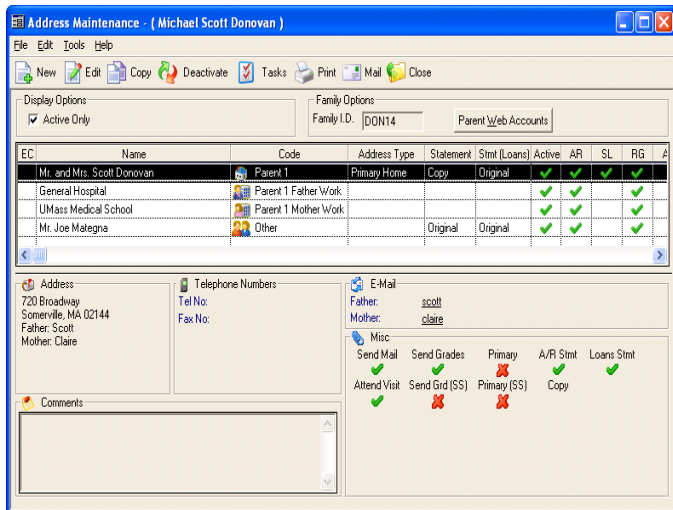 Address Maintenance - ( Michael Scott Donovan )
File Edit Tools Help
New Edit Copy Deactivate Tasks Print Mail Close
Display Options
Active Only
Family Options
Family I.D. DON14 Parent Web Accounts
EC Name Code Address Type Statement Stmt (Loans) Active AR SL RG A
Mr. and Mrs. Scott Donovan Parent 1 Primary Home Copy Original
General Hospital Parent 1 Father Work
UMass Medical School Parent 1 Mother Work
Mr. Joe Mategna Other Original Original
Address
720 Broadway
Somerville, MA 02144
Father: Scott
Mother: Claire
Telephone Numbers
Tel No:
Fax No:
E-Mail
Father: scott
Mother: claire
Misc
Send Mail Send Grades Primary A/R Stmt Loans Stmt
Attend Visit Send Grd (SS) Primary (SS) Copy
Comments